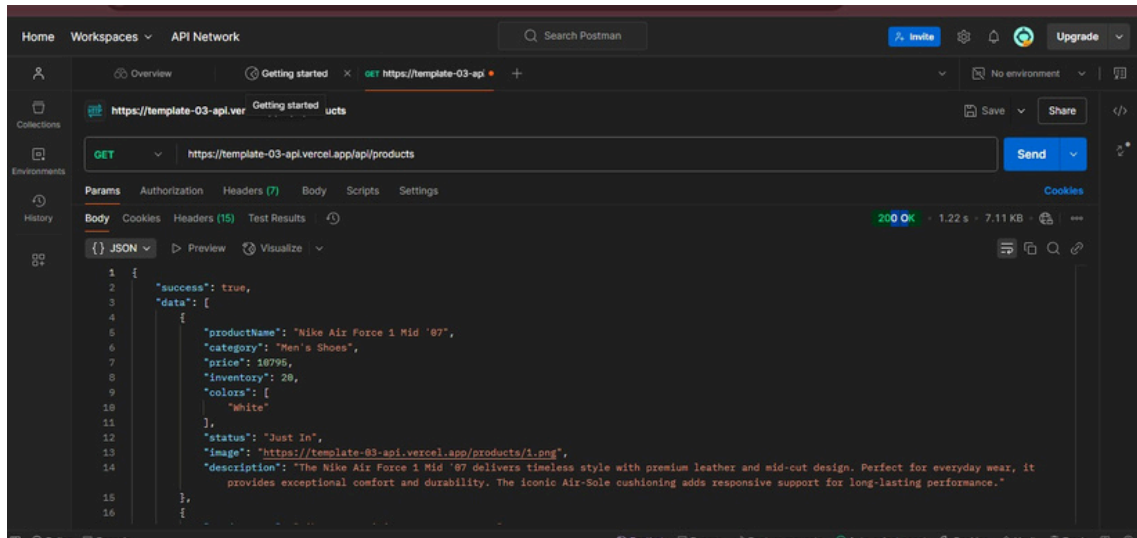 Home Workspaces API Network Search Postman Invite Upgrade
Overview Getting started GET https://template-03-api No environment
https://template-03-api.ver Getting started ucts Save Share
Collections
GET https://template-03-api.vercel.app/api/products Send
Environments
Params Authorization Headers (7) Body Scripts Settings Cookies
History
Body Cookies Headers (15) Test Results 200 OK 1.22 s 7.11 KB
{} JSON Preview Visualize
1 {
2 "success": true,
3 "data": [
4 {
5 "productName": "Nike Air Force 1 Mid '07",
6 "category": "Men's Shoes",
7 "price": 10795,
8 "inventory": 20,
9 "colors": [
10 "White"
11 ],
12 "status": "Just In",
13 "image": "https://template-03-api.vercel.app/products/1.png",
14 "description": "The Nike Air Force 1 Mid '07 delivers timeless style with premium leather and mid-cut design. Perfect for everyday wear, it
provides exceptional comfort and durability. The iconic Air-Sole cushioning adds responsive support for long-lasting performance."
15 },
16 {